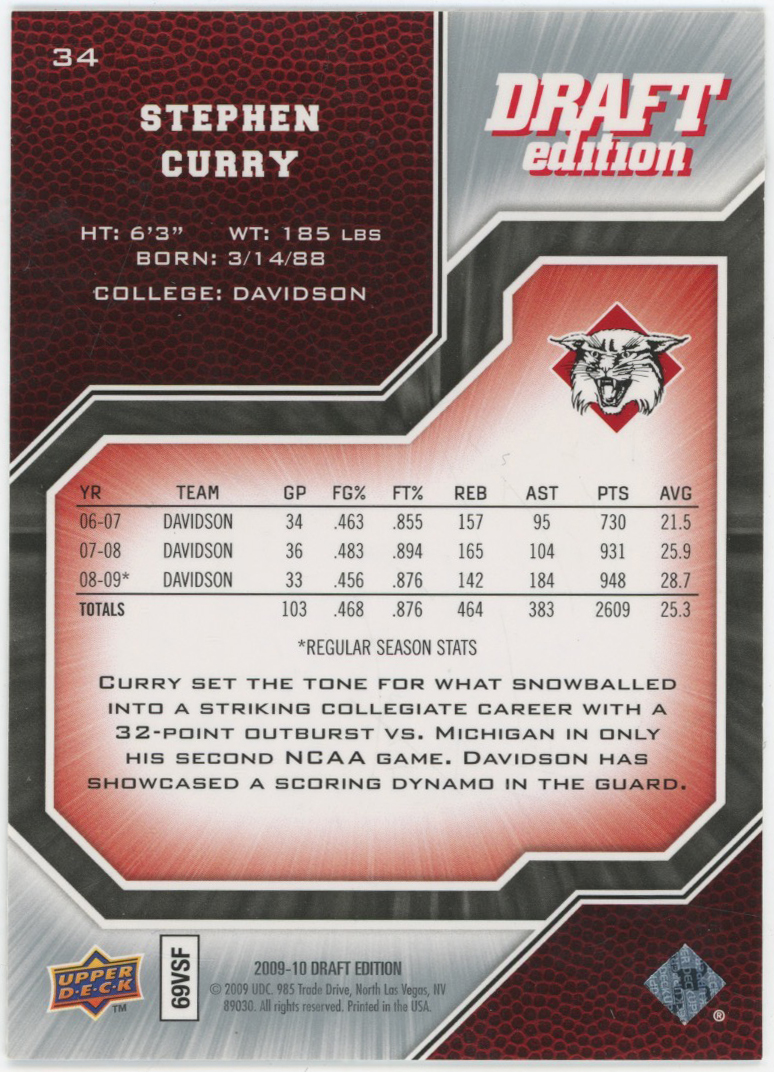 34
STEPHEN
CURRY
HT: 6'3" WT: 185 LBS
BORN: 3/14/88
COLLEGE: DAVIDSON
DRAFT
edition
YR TEAM GP FG% FT% REB AST PTS AVG
06-07 DAVIDSON 34 .463 .855 157 95 730 21.5
07-08 DAVIDSON 36 .483 .894 165 104 931 25.9
08-09* DAVIDSON 33 .456 .876 142 184 948 28.7
TOTALS 103 .468 .876 464 383 2609 25.3
*REGULAR SEASON STATS
CURRY SET THE TONE FOR WHAT SNOWBALLED
INTO A STRIKING COLLEGIATE CAREER WITH A
32-POINT OUTBURST VS. MICHIGAN IN ONLY
HIS SECOND NCAA GAME. DAVIDSON HAS
SHOWCASED A SCORING DYNAMO IN THE GUARD.
UPPER
D·E·C·K
TM
69VSF
2009-10 DRAFT EDITION
© 2009 UDC. 985 Trade Drive, North Las Vegas, NV
89030. All rights reserved. Printed in the USA.
®